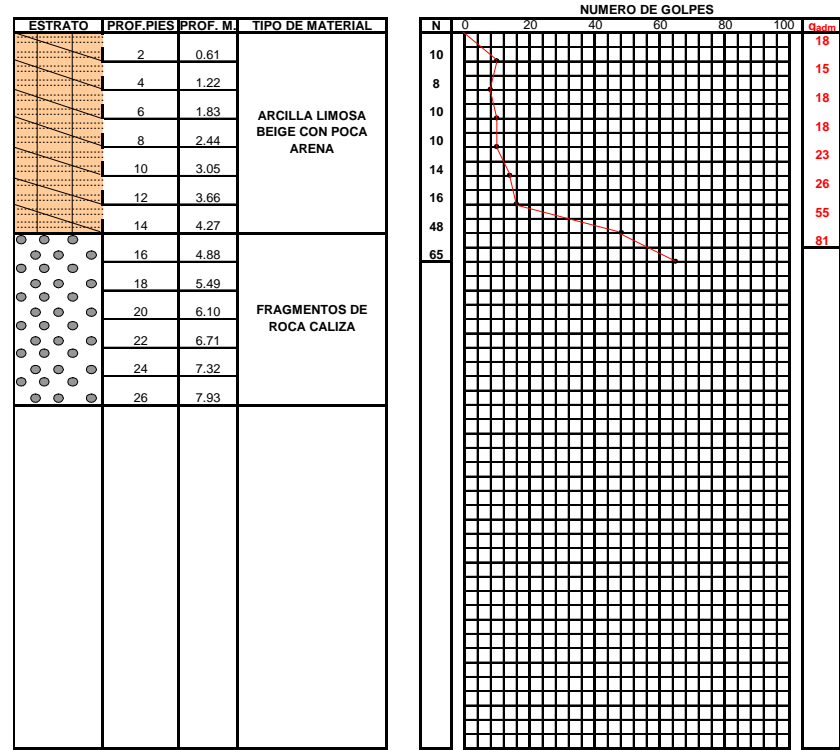 NUMERO DE GOLPES
ESTRATO PROF.PIES PROF. M. TIPO DE MATERIAL
2 0.61
4 1.22
6 1.83
8 2.44
10 3.05
12 3.66
14 4.27
ARCILLA LIMOSA
BEIGE CON POCA
ARENA
16 4.88
18 5.49
20 6.10
22 6.71
24 7.32
26 7.93
FRAGMENTOS DE
ROCA CALIZA
N 0 20 40 60 80 100 qadm
10 18
8 15
10 18
10 18
14 23
16 26
48 55
65 81